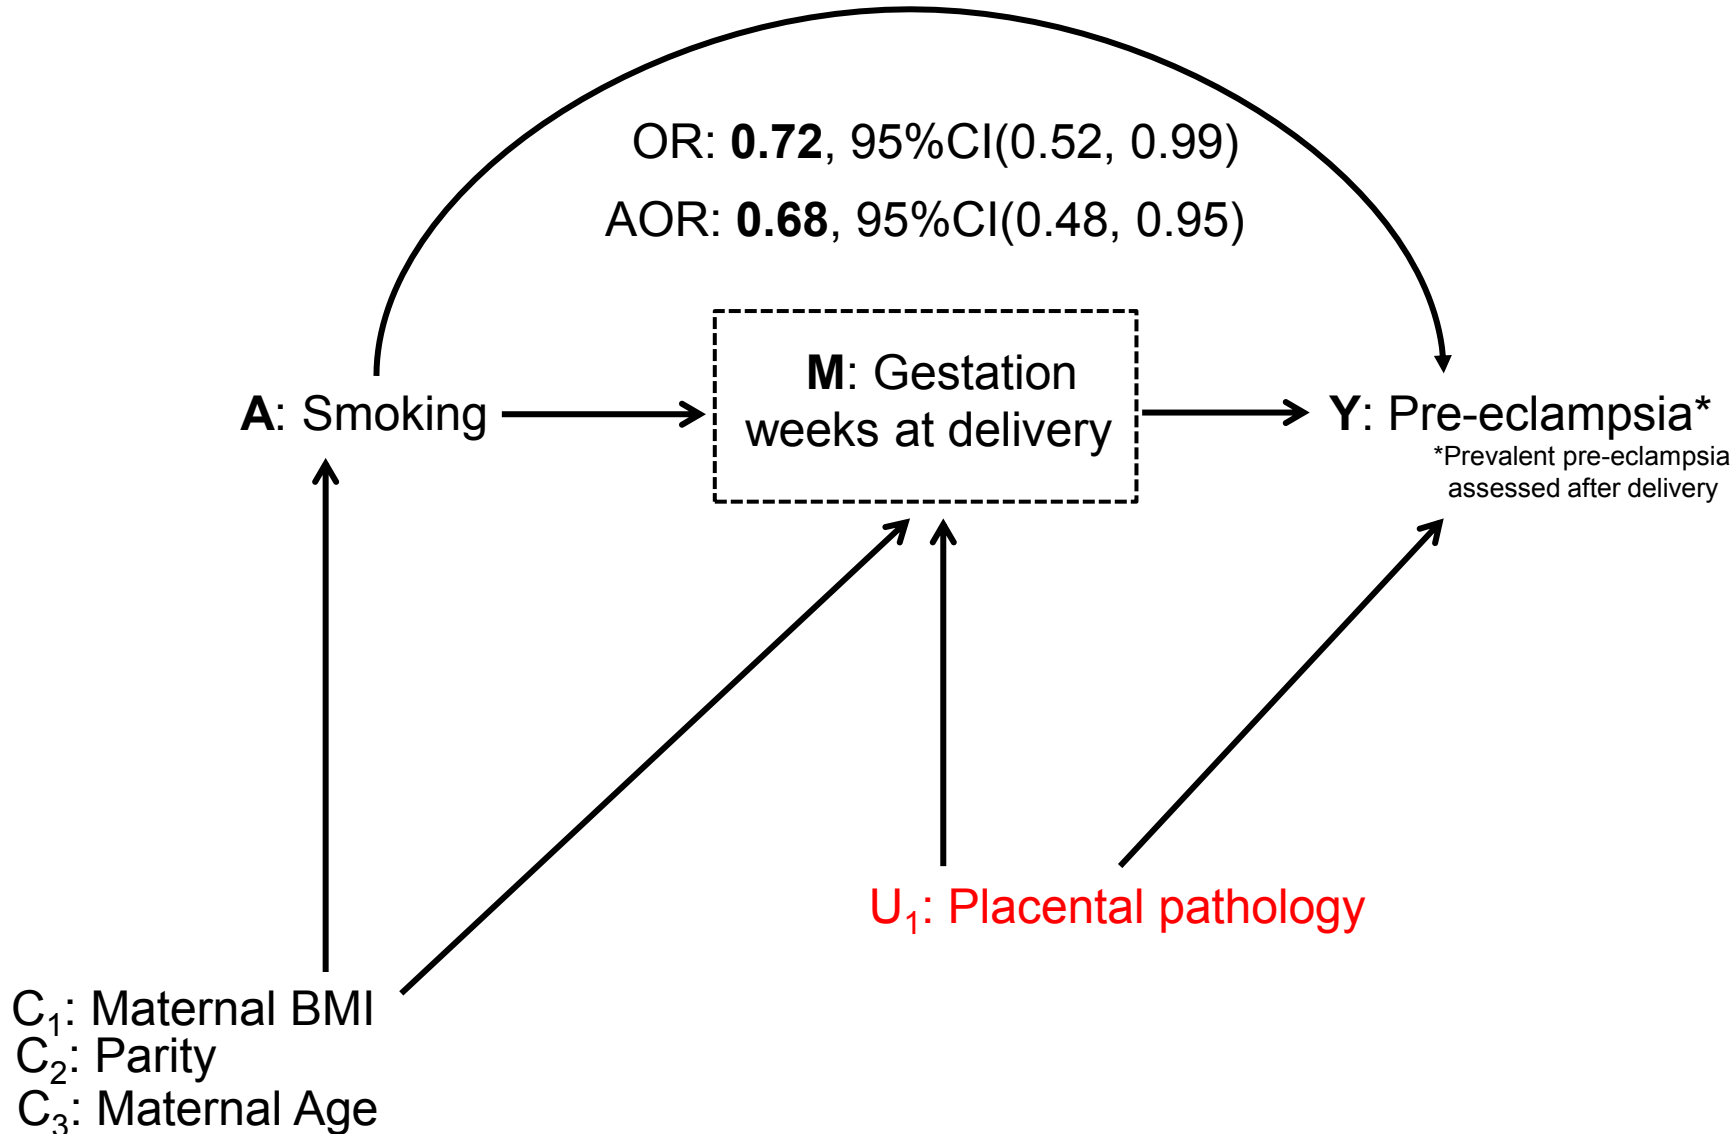 OR: 0.72, 95%CI(0.52, 0.99)
AOR: 0.68, 95%CI(0.48, 0.95)
A: Smoking
M: Gestation
weeks at delivery
Y: Pre-eclampsia*
*Prevalent pre-eclampsia
assessed after delivery
U₁: Placental pathology
C₁: Maternal BMI
C₂: Parity
C₃: Maternal Age